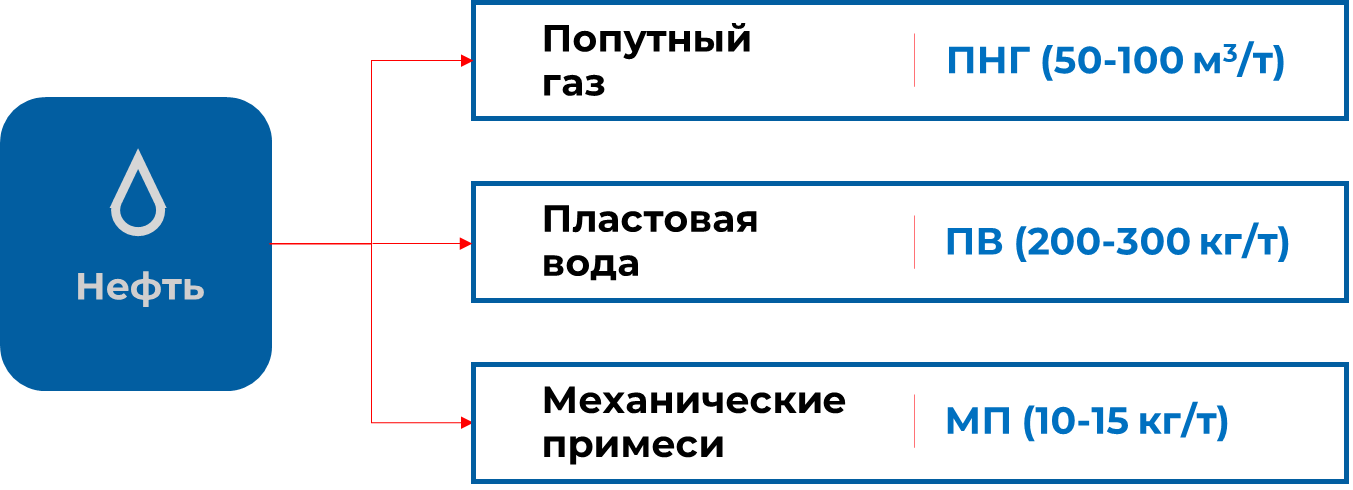 Нефть
Попутный
газ
ПНГ (50-100 м³/т)
Пластовая
вода
ПВ (200-300 кг/т)
Механические
примеси
МП (10-15 кг/т)